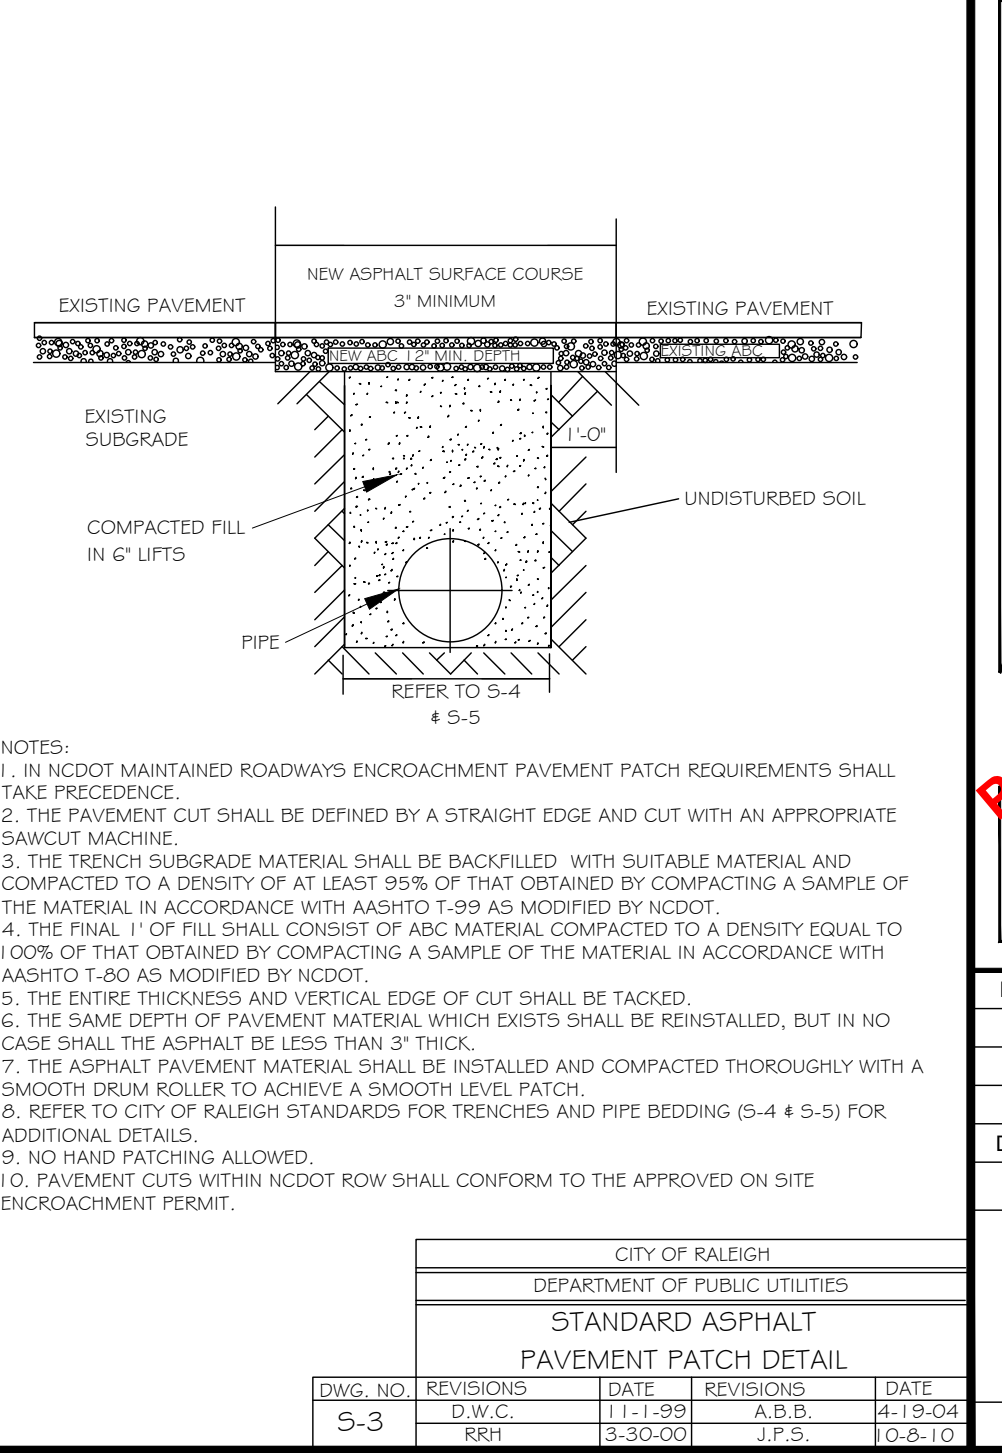 NEW ASPHALT SURFACE COURSE
3" MINIMUM
EXISTING PAVEMENT
EXISTING PAVEMENT
NEW ABC 12" MIN. DEPTH
EXISTING ABC
EXISTING
SUBGRADE
1'-0"
UNDISTURBED SOIL
COMPACTED FILL
IN 6" LIFTS
PIPE
REFER TO S-4
& S-5
NOTES:
1. IN NCDOT MAINTAINED ROADWAYS ENCROACHMENT PAVEMENT PATCH REQUIREMENTS SHALL
TAKE PRECEDENCE.
2. THE PAVEMENT CUT SHALL BE DEFINED BY A STRAIGHT EDGE AND CUT WITH AN APPROPRIATE
SAWCUT MACHINE.
3. THE TRENCH SUBGRADE MATERIAL SHALL BE BACKFILLED WITH SUITABLE MATERIAL AND
COMPACTED TO A DENSITY OF AT LEAST 95% OF THAT OBTAINED BY COMPACTING A SAMPLE OF
THE MATERIAL IN ACCORDANCE WITH AASHTO T-99 AS MODIFIED BY NCDOT.
4. THE FINAL 1' OF FILL SHALL CONSIST OF ABC MATERIAL COMPACTED TO A DENSITY EQUAL TO
100% OF THAT OBTAINED BY COMPACTING A SAMPLE OF THE MATERIAL IN ACCORDANCE WITH
AASHTO T-80 AS MODIFIED BY NCDOT.
5. THE ENTIRE THICKNESS AND VERTICAL EDGE OF CUT SHALL BE TACKED.
6. THE SAME DEPTH OF PAVEMENT MATERIAL WHICH EXISTS SHALL BE REINSTALLED, BUT IN NO
CASE SHALL THE ASPHALT BE LESS THAN 3" THICK.
7. THE ASPHALT PAVEMENT MATERIAL SHALL BE INSTALLED AND COMPACTED THOROUGHLY WITH A
SMOOTH DRUM ROLLER TO ACHIEVE A SMOOTH LEVEL PATCH.
8. REFER TO CITY OF RALEIGH STANDARDS FOR TRENCHES AND PIPE BEDDING (S-4 & S-5) FOR
ADDITIONAL DETAILS.
9. NO HAND PATCHING ALLOWED.
10. PAVEMENT CUTS WITHIN NCDOT ROW SHALL CONFORM TO THE APPROVED ON SITE
ENCROACHMENT PERMIT.
CITY OF RALEIGH
DEPARTMENT OF PUBLIC UTILITIES
STANDARD ASPHALT
PAVEMENT PATCH DETAIL
DWG. NO. REVISIONS DATE REVISIONS DATE
S-3
D.W.C. 11-1-99 A.B.B. 4-19-04
RRH 3-30-00 J.P.S. 10-8-10